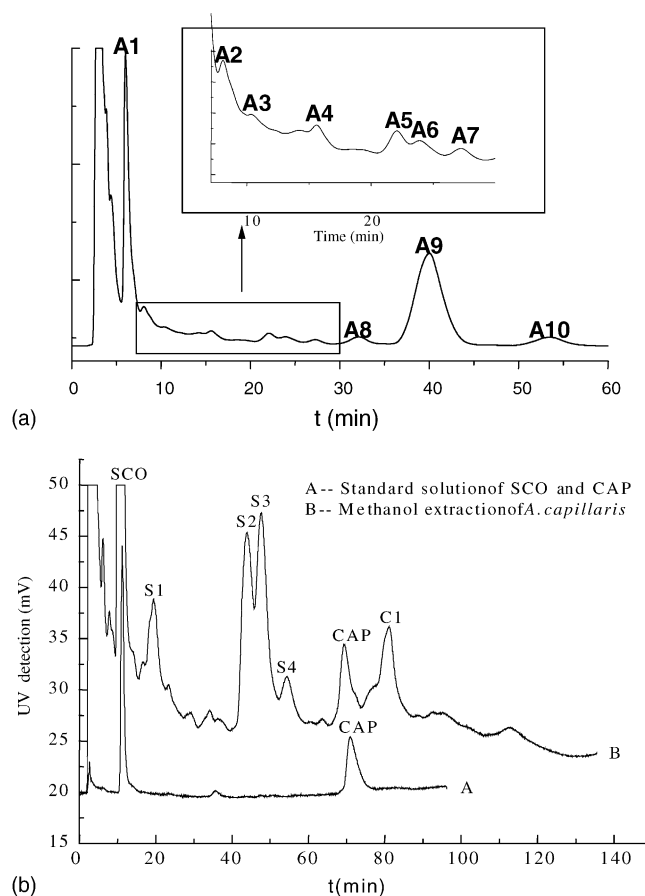 A1
A2
A3
A4
A5
A6
A7
10
20
Time (min)
A8
A9
A10
0
10
20
30
40
50
60
t (min)
(a)
50
45
40
35
30
25
20
15
UV detection (mV)
SCO
S1
S2
S3
S4
CAP
C1
CAP
A-- Standard solutionof SCO and CAP
B-- Methanol extractionofA.capillaris
B
A
0
20
40
60
80
100
120
140
t(min)
(b)